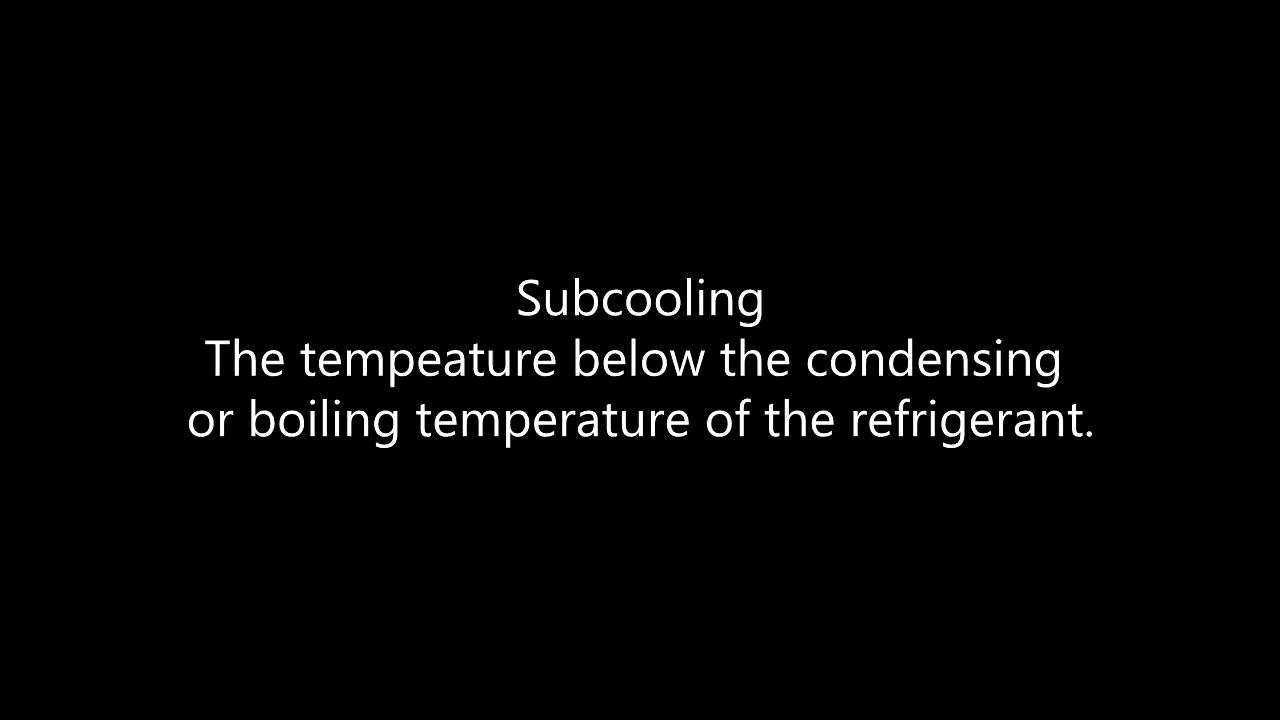 Subcooling
The tempeature below the condensing
or boiling temperature of the refrigerant.